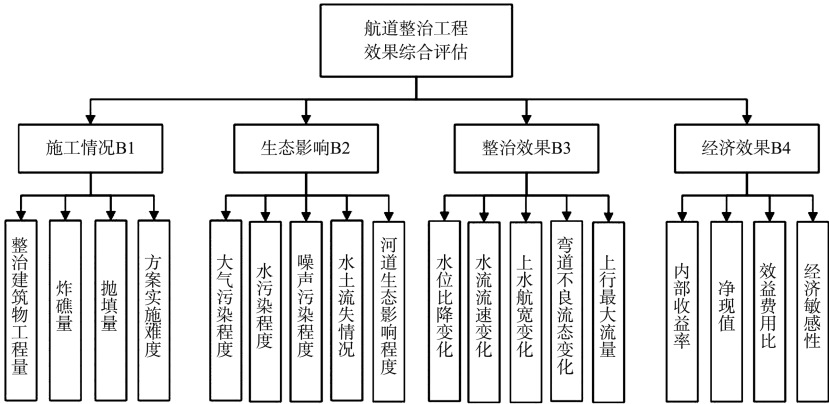 航道整治工程
效果综合评估
施工情况B1
生态影响B2
整治效果B3
经济效果B4
整治建筑物工程量
炸礁量
抛填量
方案实施难度
大气污染程度
水污染程度
噪声污染程度
水土流失情况
河道生态影响程度
水位比降变化
水流流速变化
上水航宽变化
弯道不良流态变化
上行最大流量
内部收益率
净现值
效益费用比
经济敏感性